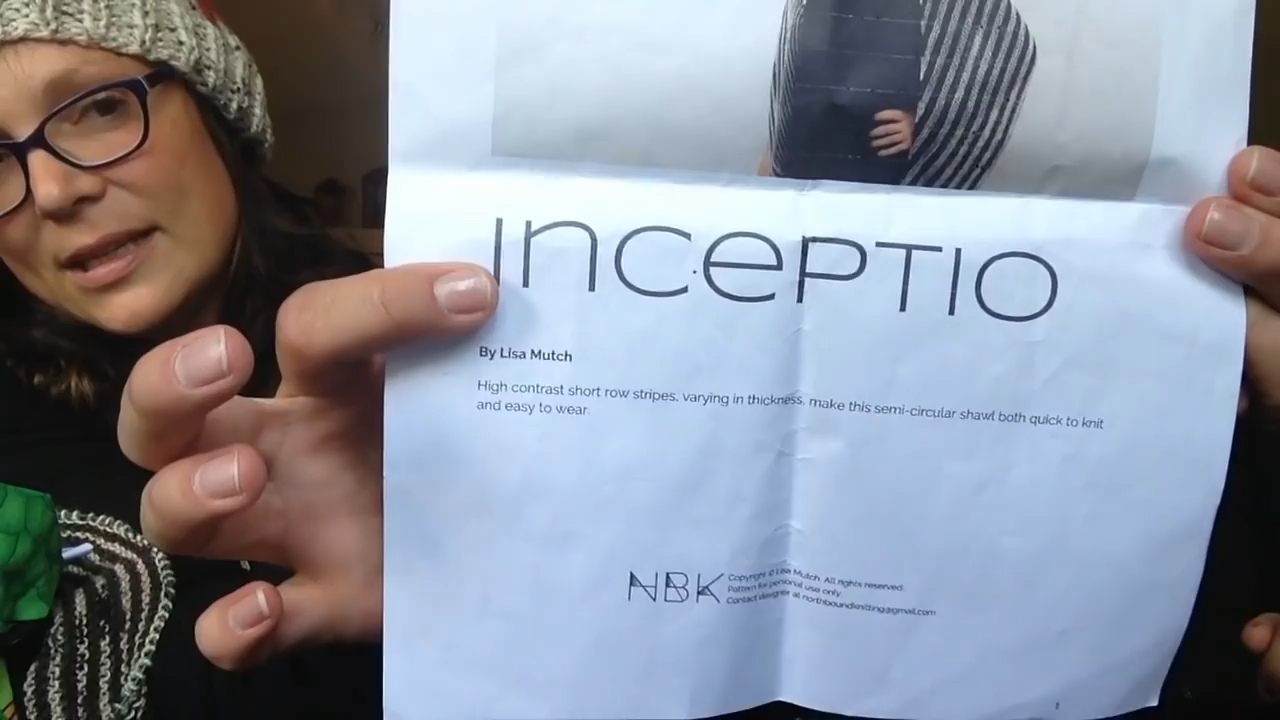 INCEPTIO
By Lisa Mutch
High contrast short row stripes, varying in thickness, make this semi-circular shawl both quick to knit
and easy to wear.
NBK
Copyright © Lisa Mutch. All rights reserved.
Pattern for personal use only.
Contact designer at northboundknitting@gmail.com
1